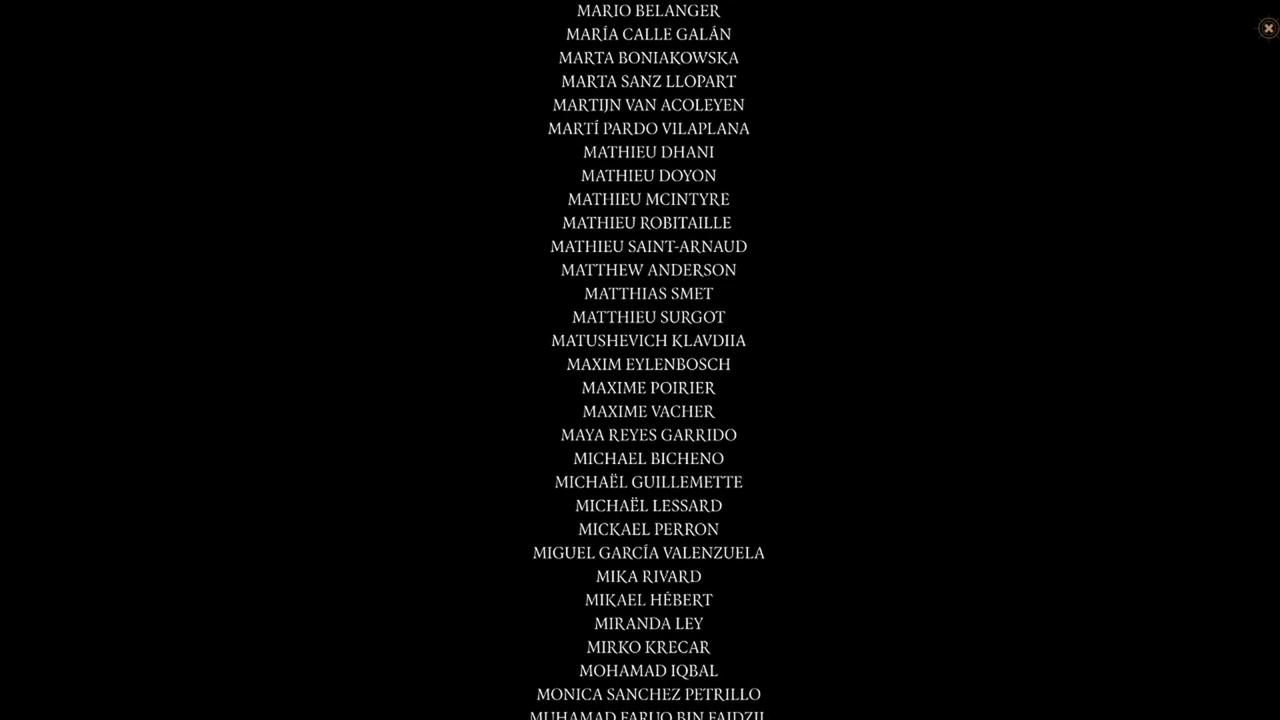 MARIO BELANGER
MARÍA CALLE GALÁN
MARTA BONIAKOWSKA
MARTA SANZ LLOPART
MARTIJN VAN ACOLEYEN
MARTÍ PARDO VILAPLANA
MATHIEU DHANI
MATHIEU DOYON
MATHIEU MCINTYRE
MATHIEU ROBITAILLE
MATHIEU SAINT-ARNAUD
MATTHEW ANDERSON
MATTHIAS SMET
MATTHIEU SURGOT
MATUSHEVICH KLAVDIIA
MAXIM EYLENBOSCH
MAXIME POIRIER
MAXIME VACHER
MAYA REYES GARRIDO
MICHAEL BICHENO
MICHAËL GUILLEMETTE
MICHAËL LESSARD
MICKAEL PERRON
MIGUEL GARCÍA VALENZUELA
MIKA RIVARD
MIKAEL HÉBERT
MIRANDA LEY
MIRKO KRECAR
MOHAMAD IQBAL
MONICA SANCHEZ PETRILLO
MUHAMAD FARUQ BIN